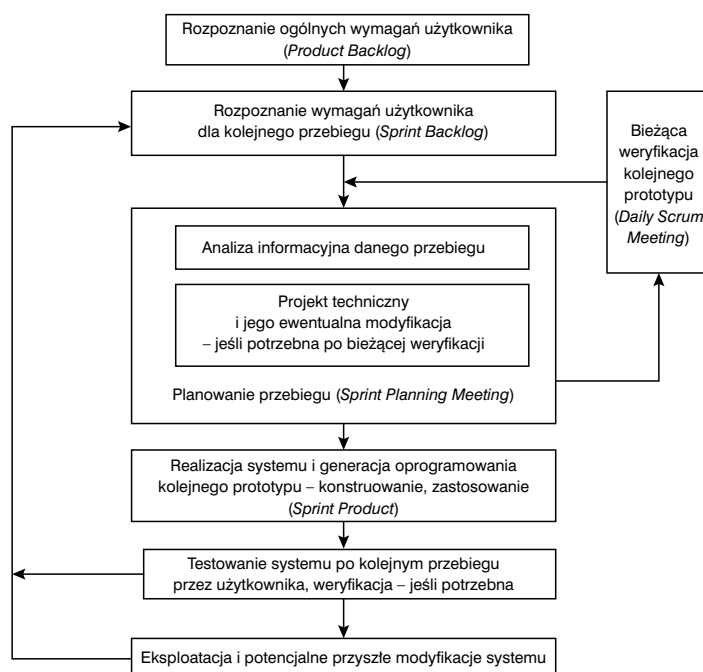 Rozpoznanie ogólnych wymagań użytkownika
(Product Backlog)
Rozpoznanie wymagań użytkownika
dla kolejnego przebiegu (Sprint Backlog)
Bieżąca
weryfikacja
kolejnego
prototypu
(Daily Scrum
Meeting)
Analiza informacyjna danego przebiegu
Projekt techniczny
i jego ewentualna modyfikacja
– jeśli potrzebna po bieżącej weryfikacji
Planowanie przebiegu (Sprint Planning Meeting)
Realizacja systemu i generacja oprogramowania
kolejnego prototypu – konstruowanie, zastosowanie
(Sprint Product)
Testowanie systemu po kolejnym przebiegu
przez użytkownika, weryfikacja – jeśli potrzebna
Eksploatacja i potencjalne przyszłe modyfikacje systemu